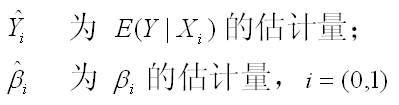 Ŷᵢ 为 E(Y | Xᵢ) 的估计量；
β̂ᵢ 为 βᵢ 的估计量，i = (0,1)